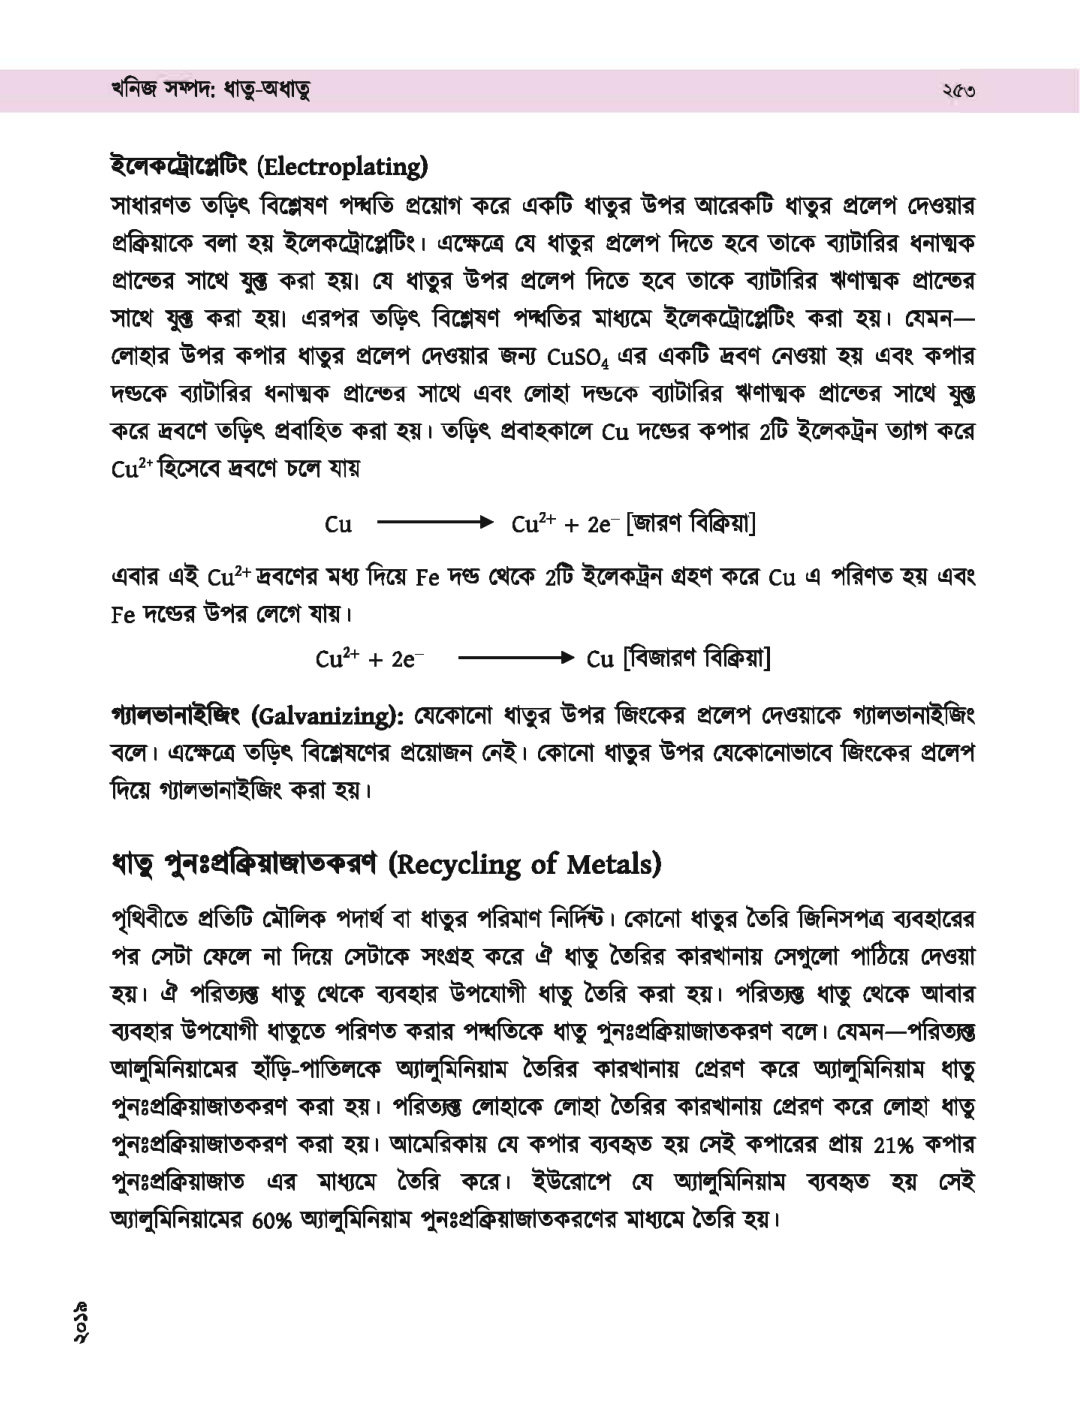 খনিজ সম্পদ: ধাতু-অধাতু ২৫৩
ইলেকট্রোপ্লেটিং (Electroplating)
সাধারণত তড়িৎ বিশ্লেষণ পদ্ধতি প্রয়োগ করে একটি ধাতুর উপর আরেকটি ধাতুর প্রলেপ দেওয়ার
প্রক্রিয়াকে বলা হয় ইলেকট্রোপ্লেটিং। এক্ষেত্রে যে ধাতুর প্রলেপ দিতে হবে তাকে ব্যাটারির ধনাত্মক
প্রান্তের সাথে যুক্ত করা হয়। যে ধাতুর উপর প্রলেপ দিতে হবে তাকে ব্যাটারির ঋণাত্মক প্রান্তের
সাথে যুক্ত করা হয়। এরপর তড়িৎ বিশ্লেষণ পদ্ধতির মাধ্যমে ইলেকট্রোপ্লেটিং করা হয়। যেমন—
লোহার উপর কপার ধাতুর প্রলেপ দেওয়ার জন্য CuSO₄ এর একটি দ্রবণ নেওয়া হয় এবং কপার
দন্ডকে ব্যাটারির ধনাত্মক প্রান্তের সাথে এবং লোহা দন্ডকে ব্যাটারির ঋণাত্মক প্রান্তের সাথে যুক্ত
করে দ্রবণে তড়িৎ প্রবাহিত করা হয়। তড়িৎ প্রবাহকালে Cu দন্ডের কপার 2টি ইলেকট্রন ত্যাগ করে
Cu²⁺ হিসেবে দ্রবণে চলে যায়
Cu ⟶ Cu²⁺ + 2e⁻ [জারণ বিক্রিয়া]
এবার এই Cu²⁺ দ্রবণের মধ্য দিয়ে Fe দণ্ড থেকে 2টি ইলেকট্রন গ্রহণ করে Cu এ পরিণত হয় এবং
Fe দণ্ডের উপর লেগে যায়।
Cu²⁺ + 2e⁻ ⟶ Cu [বিজারণ বিক্রিয়া]
গ্যালভানাইজিং (Galvanizing): যেকোনো ধাতুর উপর জিংকের প্রলেপ দেওয়াকে গ্যালভানাইজিং
বলে। এক্ষেত্রে তড়িৎ বিশ্লেষণের প্রয়োজন নেই। কোনো ধাতুর উপর যেকোনোভাবে জিংকের প্রলেপ
দিয়ে গ্যালভানাইজিং করা হয়।
ধাতু পুনঃপ্রক্রিয়াজাতকরণ (Recycling of Metals)
পৃথিবীতে প্রতিটি মৌলিক পদার্থ বা ধাতুর পরিমাণ নির্দিষ্ট। কোনো ধাতুর তৈরি জিনিসপত্র ব্যবহারের
পর সেটা ফেলে না দিয়ে সেটাকে সংগ্রহ করে ঐ ধাতু তৈরির কারখানায় সেগুলো পাঠিয়ে দেওয়া
হয়। ঐ পরিত্যক্ত ধাতু থেকে ব্যবহার উপযোগী ধাতু তৈরি করা হয়। পরিত্যক্ত ধাতু থেকে আবার
ব্যবহার উপযোগী ধাতুতে পরিণত করার পদ্ধতিকে ধাতু পুনঃপ্রক্রিয়াজাতকরণ বলে। যেমন—পরিত্যক্ত
আলুমিনিয়ামের হাঁড়ি-পাতিলকে অ্যালুমিনিয়াম তৈরির কারখানায় প্রেরণ করে অ্যালুমিনিয়াম ধাতু
পুনঃপ্রক্রিয়াজাতকরণ করা হয়। পরিত্যক্ত লোহাকে লোহা তৈরির কারখানায় প্রেরণ করে লোহা ধাতু
পুনঃপ্রক্রিয়াজাতকরণ করা হয়। আমেরিকায় যে কপার ব্যবহৃত হয় সেই কপারের প্রায় 21% কপার
পুনঃপ্রক্রিয়াজাত এর মাধ্যমে তৈরি করে। ইউরোপে যে অ্যালুমিনিয়াম ব্যবহৃত হয় সেই
অ্যালুমিনিয়ামের 60% অ্যালুমিনিয়াম পুনঃপ্রক্রিয়াজাতকরণের মাধ্যমে তৈরি হয়।
২০১৯